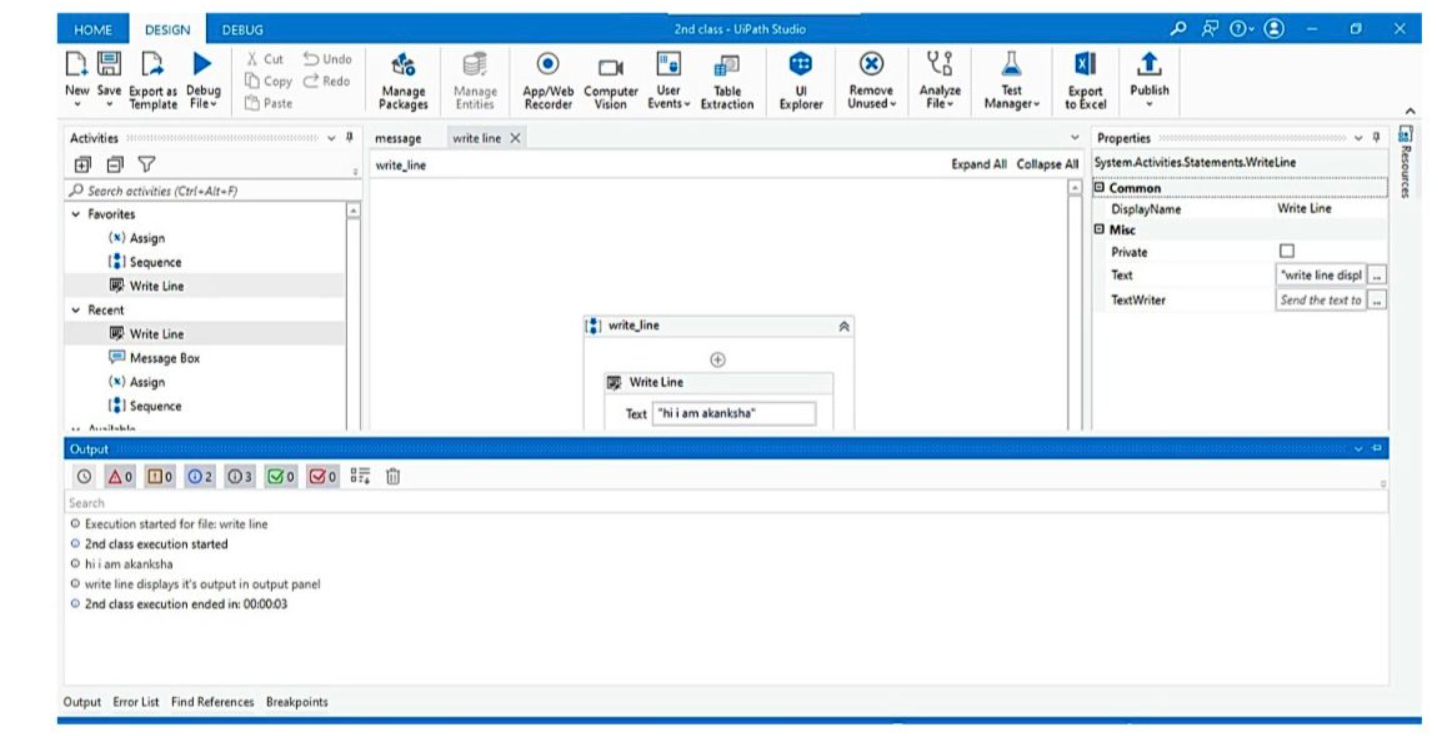 HOME DESIGN DEBUG 2nd class - UiPath Studio
New Save Export as Template Debug File Cut Copy Paste Undo Redo Manage Packages Manage Entities App/Web Recorder Computer Vision User Events Table Extraction UI Explorer Remove Unused Analyze File Test Manager Export to Excel Publish
Activities
Search activities (Ctrl+Alt+F)
Favorites
Assign
Sequence
Write Line
Recent
Write Line
Message Box
Assign
Sequence
Available
message write line
write_line Expand All Collapse All
write_line
Write Line
Text "hi i am akanksha"
Properties
System.Activities.Statements.WriteLine
Common
DisplayName Write Line
Misc
Private
Text "write line displ ...
TextWriter Send the text to ...
Resources
Output
0 0 2 3 0 0
Search
Execution started for file: write line
2nd class execution started
hi i am akanksha
write line displays it's output in output panel
2nd class execution ended in: 00:00:03
Output Error List Find References Breakpoints